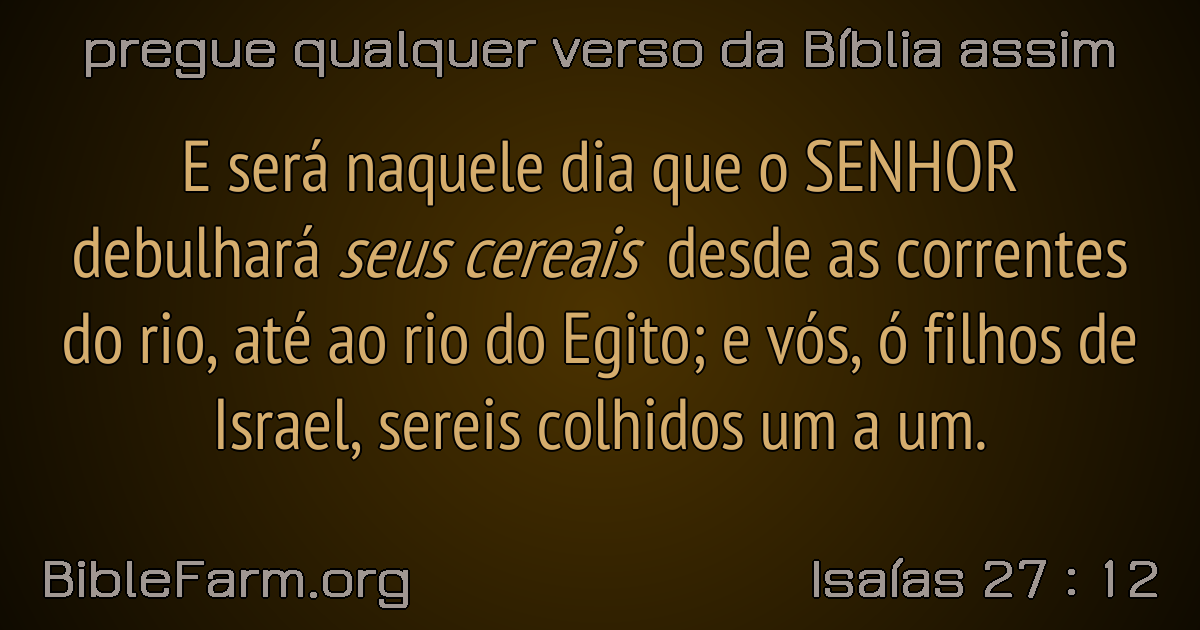 pregue qualquer verso da Bíblia assim
E será naquele dia que o SENHOR
debulhará seus cereais desde as correntes
do rio, até ao rio do Egito; e vós, ó filhos de
Israel, sereis colhidos um a um.
BibleFarm.org
Isaías 27 : 12